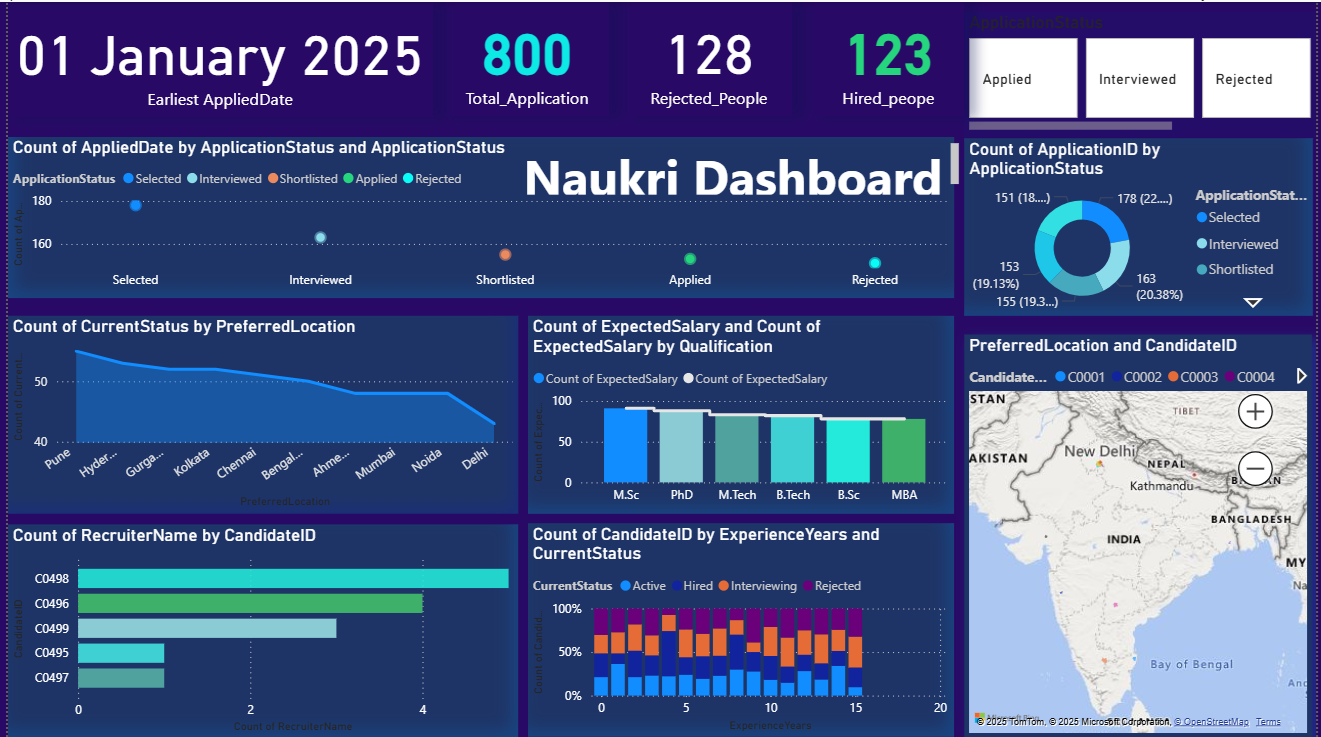 01 January 2025
Earliest AppliedDate
800
Total_Application
128
Rejected_People
123
Hired_peope
ApplicationStatus
Applied
Interviewed
Rejected
Count of AppliedDate by ApplicationStatus and ApplicationStatus
ApplicationStatus Selected Interviewed Shortlisted Applied Rejected
Naukri Dashboard
Count of Ap...
180
160
Selected Interviewed Shortlisted Applied Rejected
Count of ApplicationID by
ApplicationStatus
151 (18....)
178 (22....)
153
(19.13%)
163
(20.38%)
155 (19.3...)
ApplicationStat...
Selected
Interviewed
Shortlisted
Count of CurrentStatus by PreferredLocation
Count of Current...
50
40
Pune Hyder... Gurga... Kolkata Chennai Bengal... Ahme... Mumbai Noida Delhi
PreferredLocation
Count of ExpectedSalary and Count of
ExpectedSalary by Qualification
Count of ExpectedSalary Count of ExpectedSalary
Count of Expec...
100
50
0
M.Sc PhD M.Tech B.Tech B.Sc MBA
PreferredLocation and CandidateID
Candidate... C0001 C0002 C0003 C0004
STAN
TIBET
AKISTAN
New Delhi
NEPAL
Kathmandu
BANGLADESH
INDIA
MY
Na
Bay of Bengal
© 2025 TomTom, © 2025 Microsoft Corporation, © OpenStreetMap Terms
Count of RecruiterName by CandidateID
CandidateID
C0498
C0496
C0499
C0495
C0497
0 2 4
Count of RecruiterName
Count of CandidateID by ExperienceYears and
CurrentStatus
CurrentStatus Active Hired Interviewing Rejected
Count of Candid...
100%
50%
0%
0 5 10 15 20
ExperienceYears